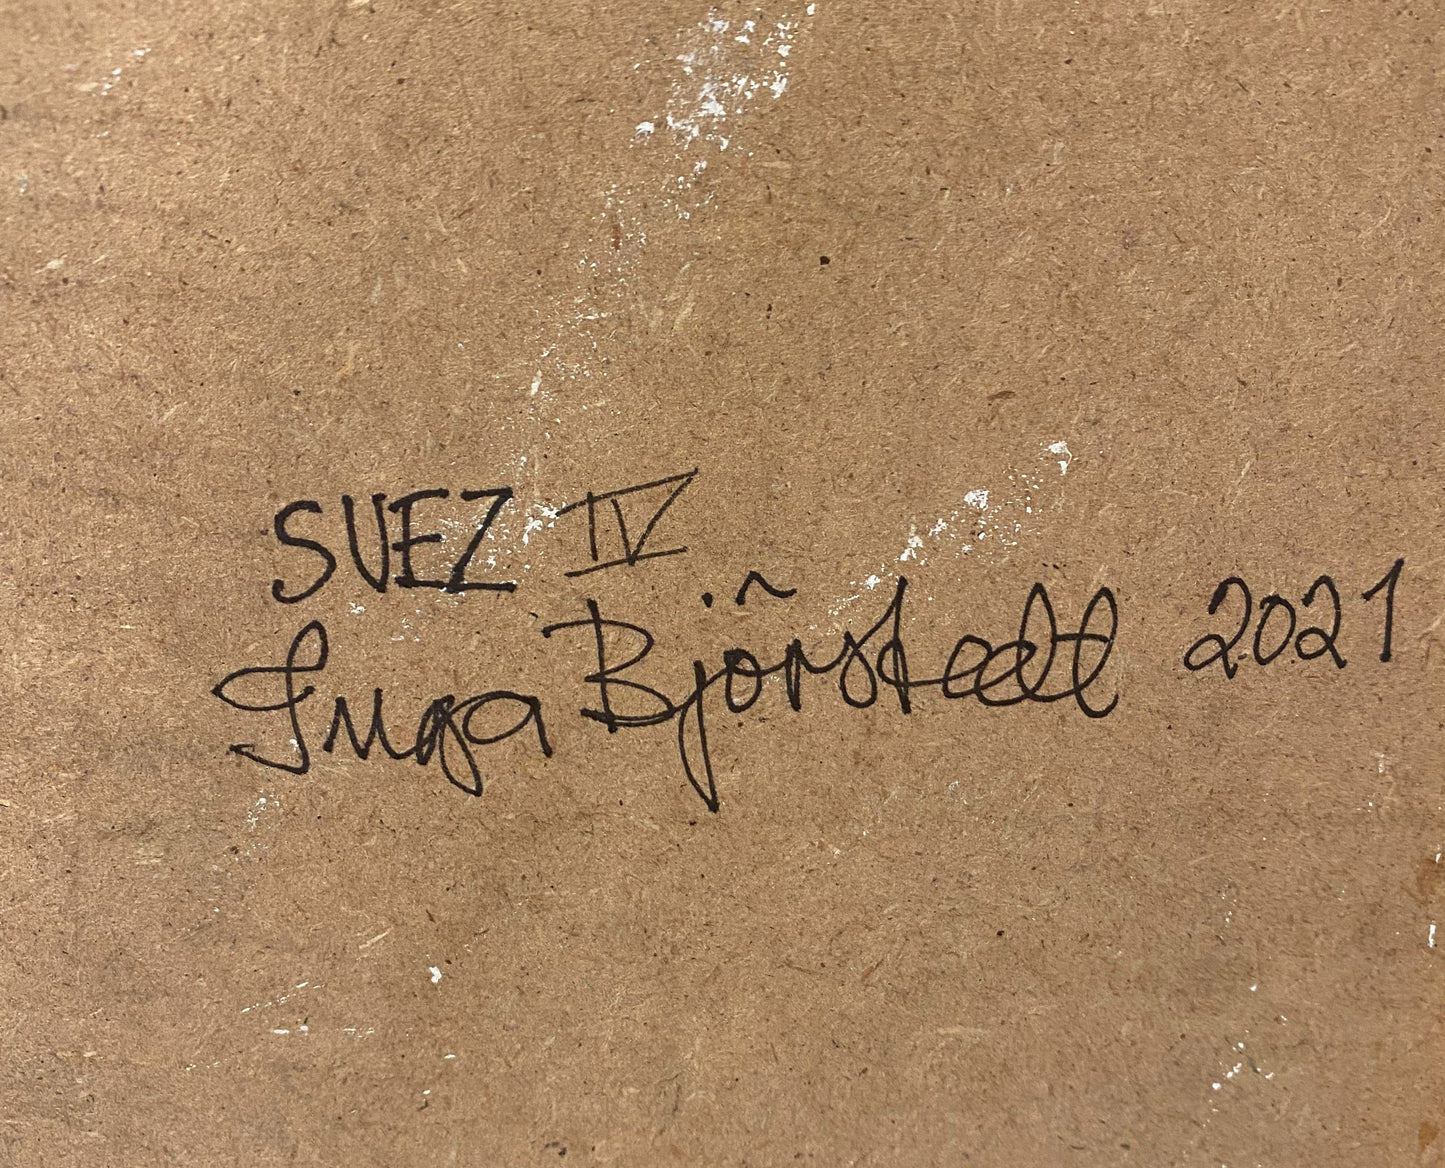 SUEZ IV
Inga Björnstedt 2021